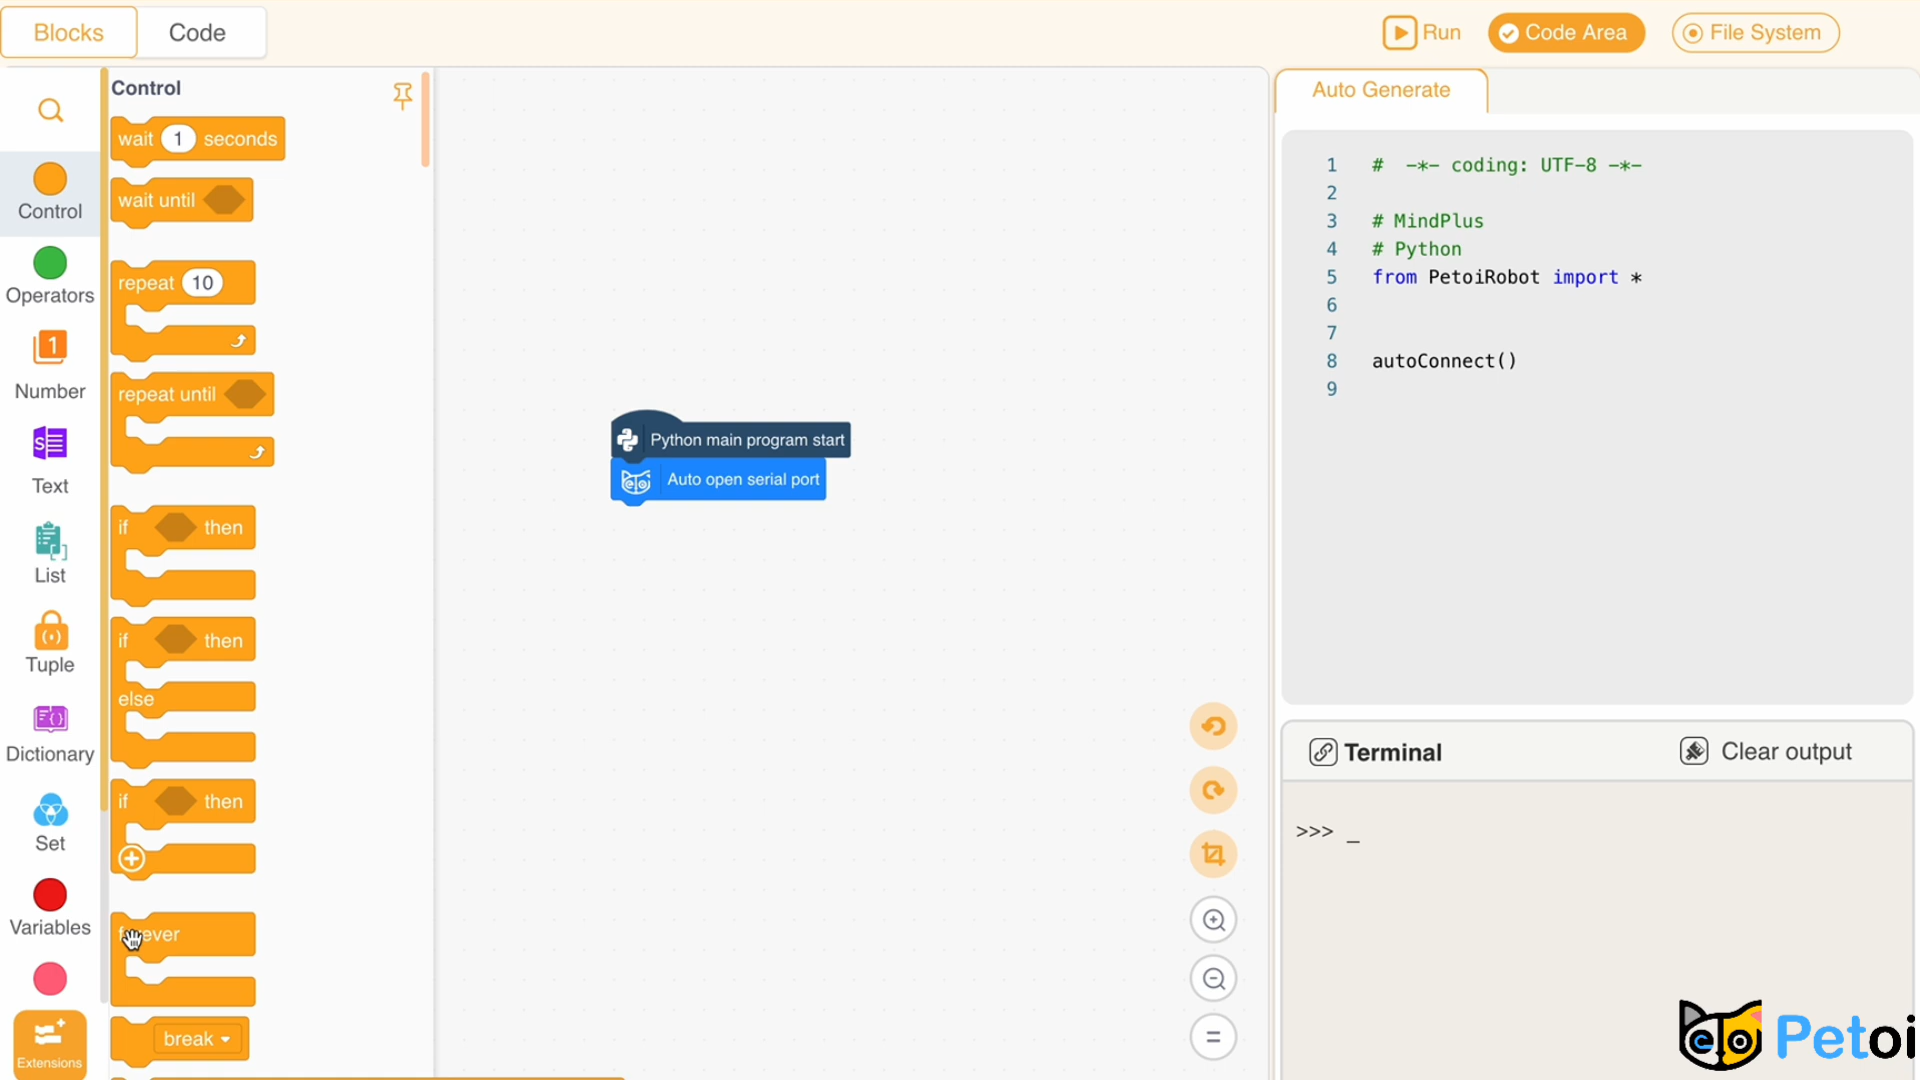 Blocks
Code
Run
Code Area
File System
Control
Operators
1
Number
S
Text
List
Tuple
Dictionary
Set
Variables
Extensions
Control
wait 1 seconds
wait until
repeat 10
repeat until
if then
if then
else
if then
ever
break
Python main program start
Auto open serial port
Auto Generate
1 # -*- coding: UTF-8 -*-
2
3 # MindPlus
4 # Python
5 from PetoiRobot import *
6
7
8 autoConnect()
9
Terminal
Clear output
>>> _
Petoi